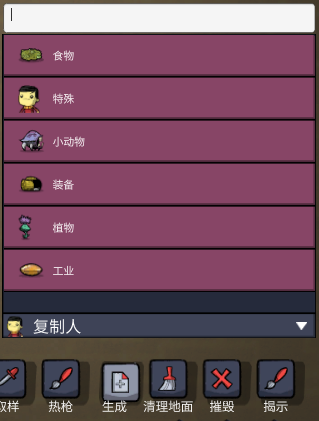 食物
特殊
小动物
装备
植物
工业
复制人
取样 热枪 生成 清理地面 摧毁 揭示